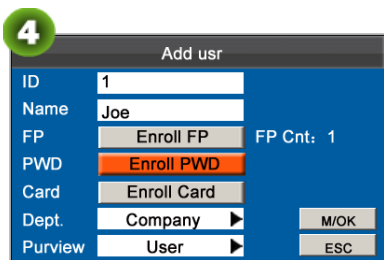 4
Add usr
ID 1
Name Joe
FP Enroll FP FP Cnt: 1
PWD Enroll PWD
Card Enroll Card
Dept. Company M/OK
Purview User ESC